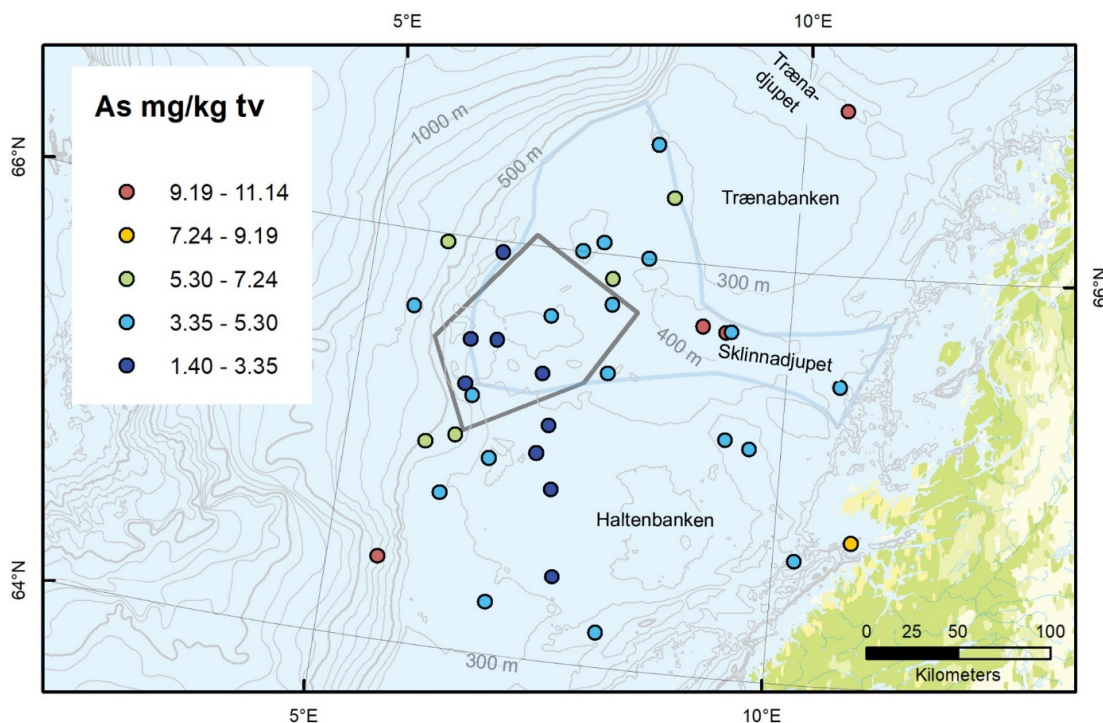 5°E
10°E
Træna-
djupet
As mg/kg tv
1000 m
66°N
500 m
9.19 - 11.14
Trænabanken
7.24 - 9.19
5.30 - 7.24
300 m
66°N
3.35 - 5.30
400 m
Sklinnadjupet
1.40 - 3.35
Haltenbanken
64°N
0 25 50 100
Kilometers
300 m
5°E
10°E